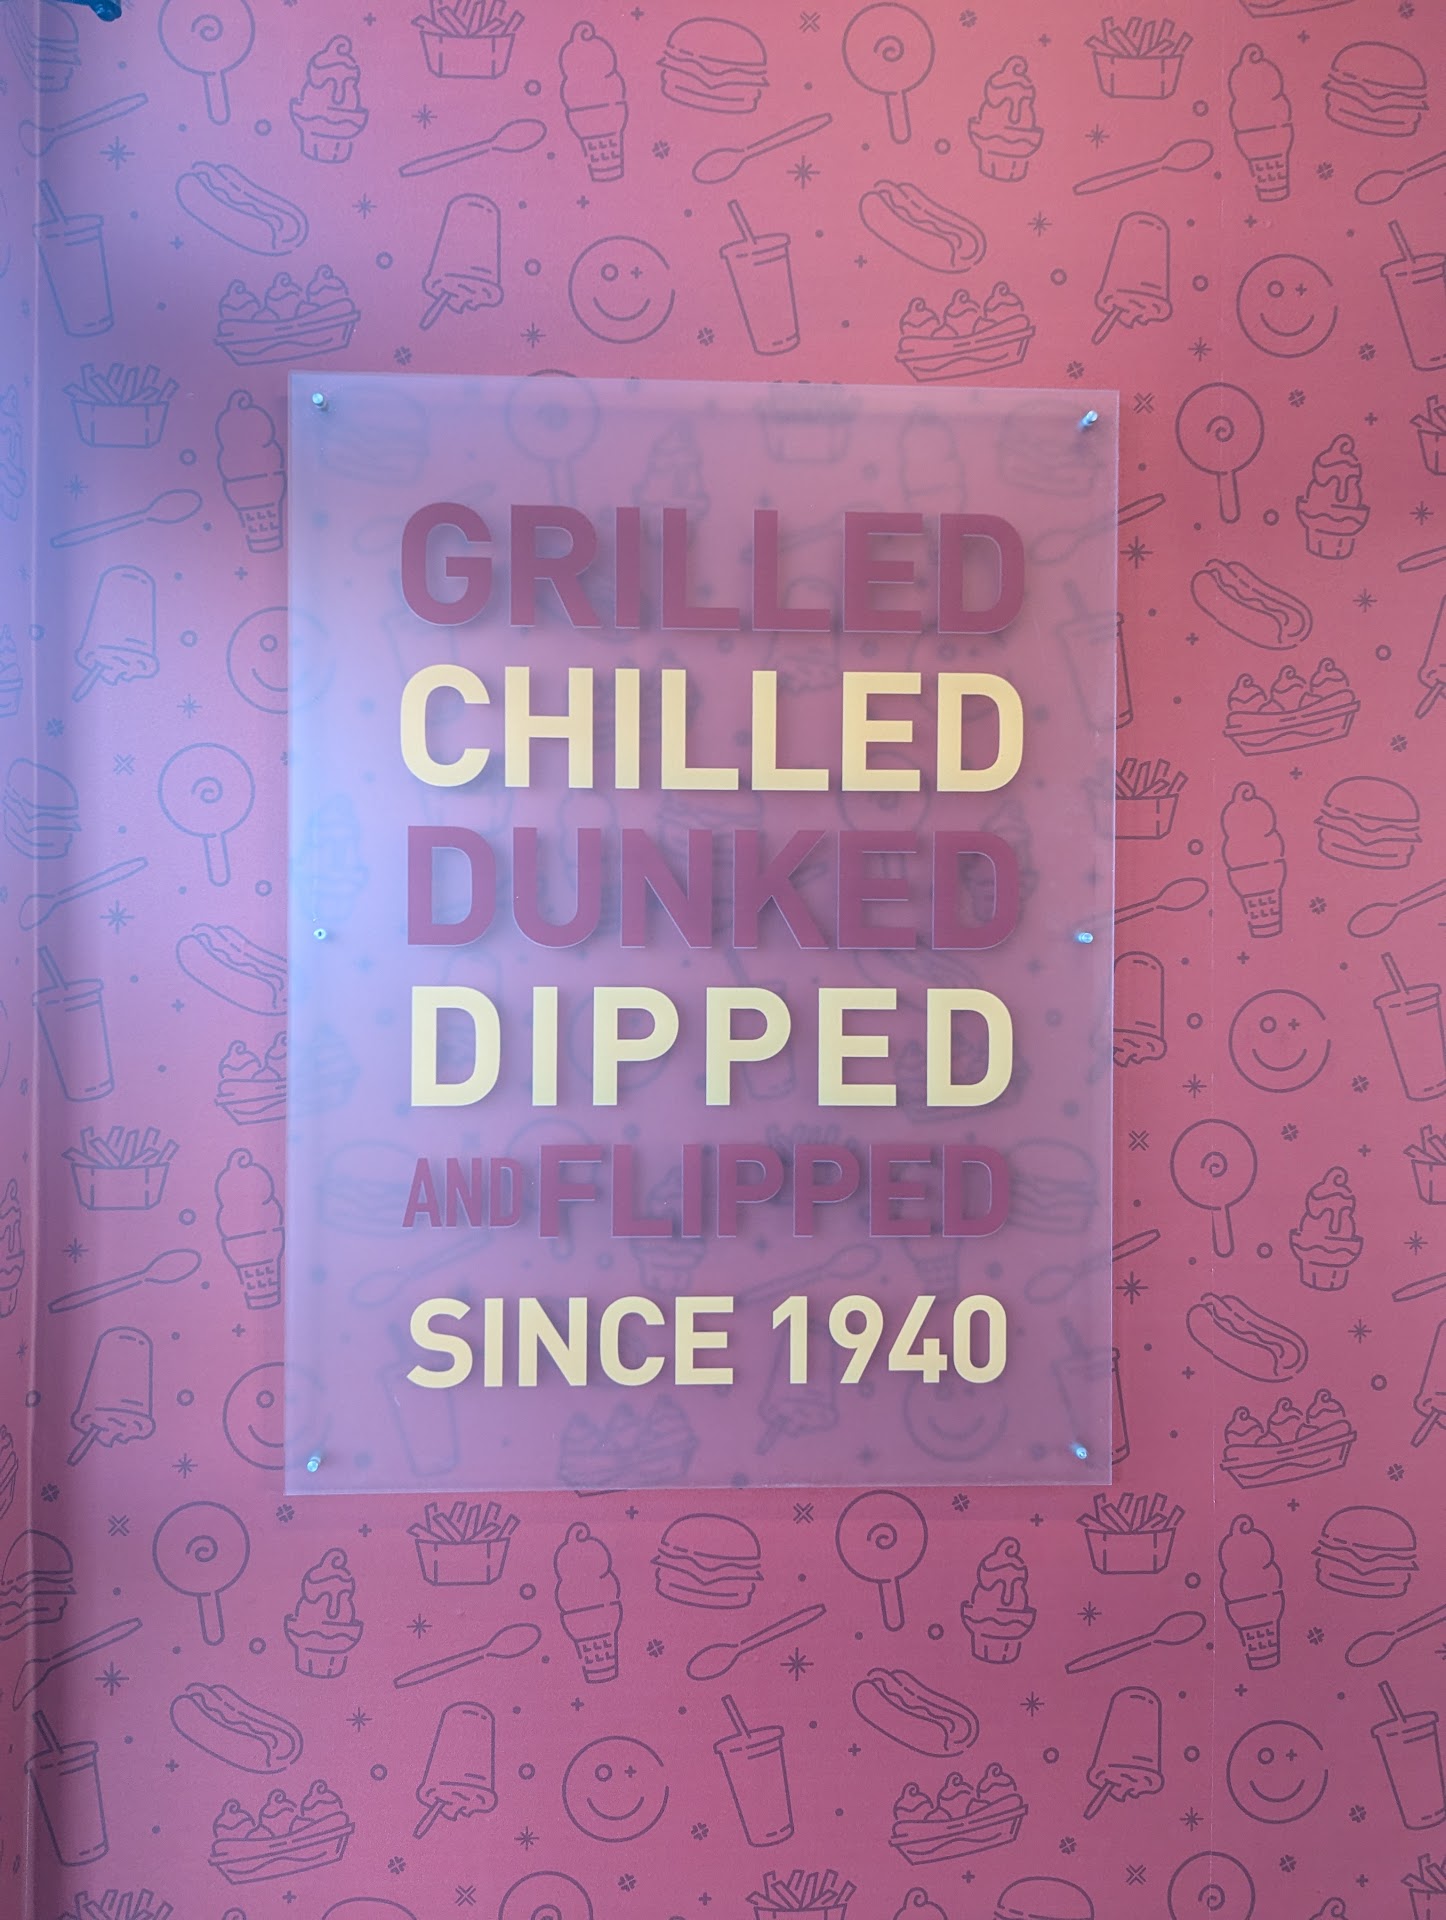 GRILLED
CHILLED
DUNKED
DIPPED
AND FLIPPED
SINCE 1940